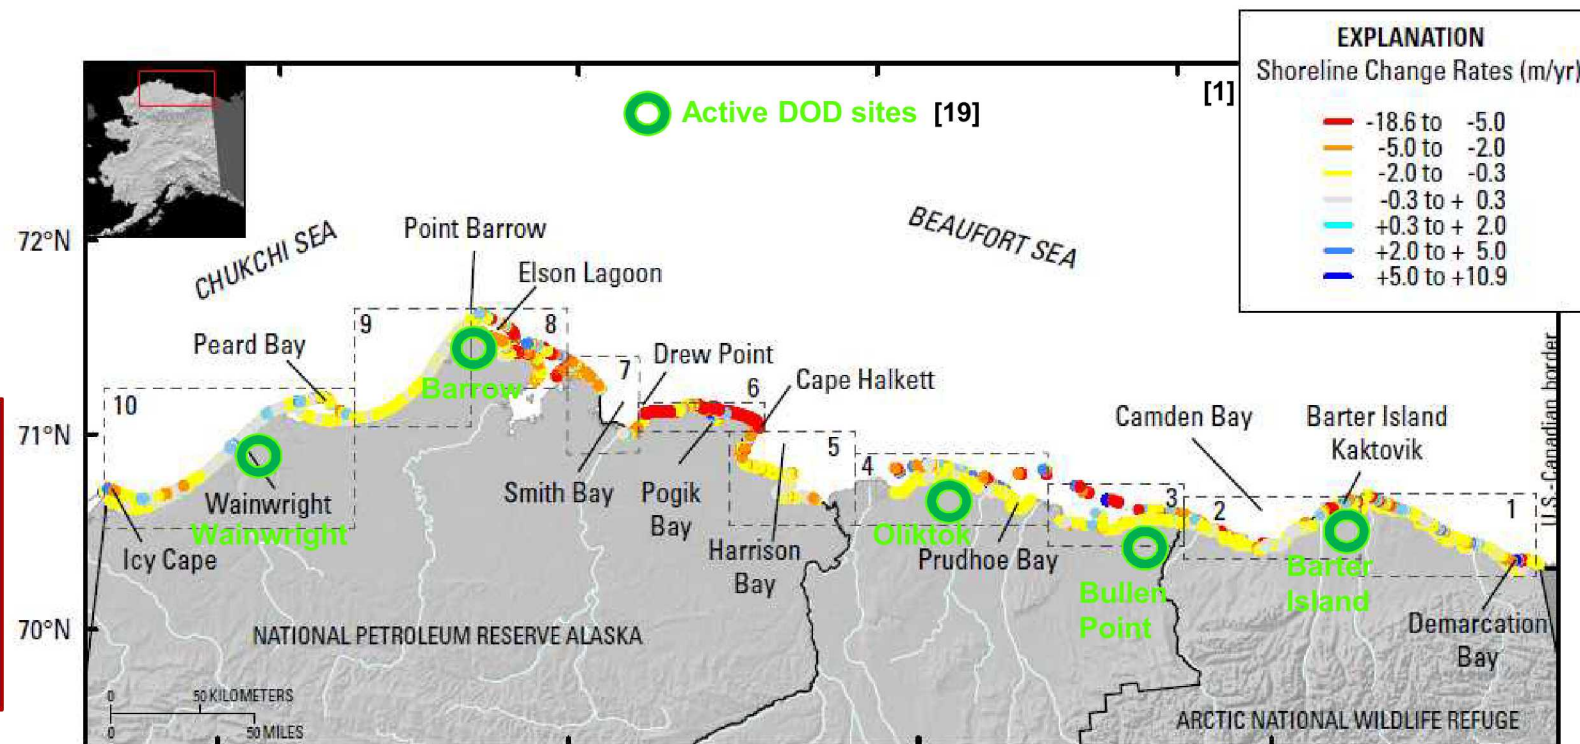 EXPLANATION
Shoreline Change Rates (m/yr)
-18.6 to -5.0
-5.0 to -2.0
-2.0 to -0.3
-0.3 to + 0.3
+0.3 to + 2.0
+2.0 to + 5.0
+5.0 to +10.9
[1]
Active DOD sites [19]
72°N
71°N
70°N
CHUKCHI SEA
BEAUFORT SEA
Point Barrow
Elson Lagoon
Peard Bay
9
8
Barrow
10
7
Drew Point
6
Cape Halkett
Camden Bay
Barter Island
Kaktovik
U.S.-Canadian border
5
4
3
2
1
Wainwright
Wainwright
Icy Cape
Smith Bay
Pogik
Bay
Harrison
Bay
Oliktok
Prudhoe Bay
Bullen
Point
Barter
Island
Demarcation
Bay
NATIONAL PETROLEUM RESERVE ALASKA
ARCTIC NATIONAL WILDLIFE REFUGE
0 50 KILOMETERS
0 50 MILES